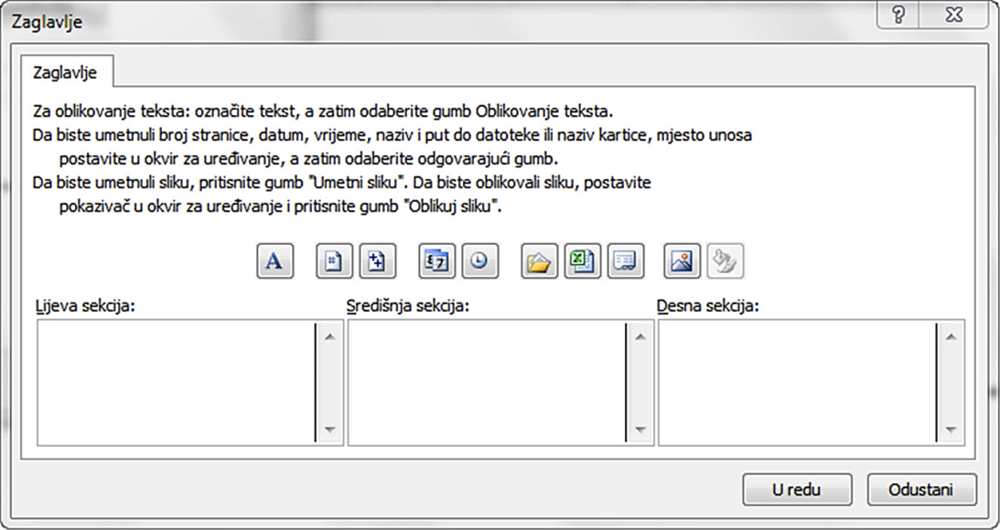 Zaglavlje
Zaglavlje
Za oblikovanje teksta: označite tekst, a zatim odaberite gumb Oblikovanje teksta.
Da biste umetnuli broj stranice, datum, vrijeme, naziv i put do datoteke ili naziv kartice, mjesto unosa
postavite u okvir za uređivanje, a zatim odaberite odgovarajući gumb.
Da biste umetnuli sliku, pritisnite gumb "Umetni sliku". Da biste oblikovali sliku, postavite
pokazivač u okvir za uređivanje i pritisnite gumb "Oblikuj sliku".
Lijeva sekcija: Središnja sekcija: Desna sekcija:
U redu Odustani